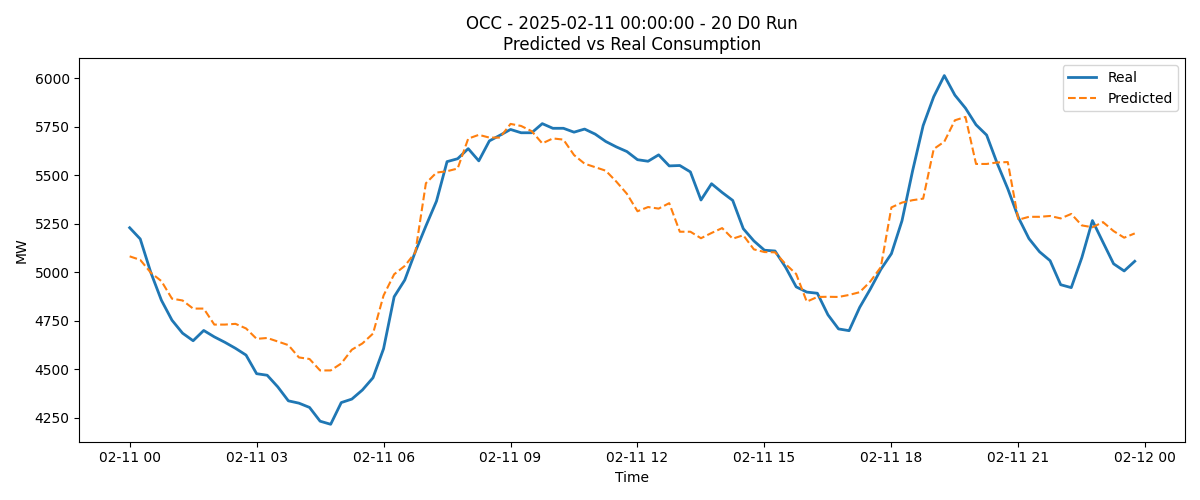 OCC - 2025-02-11 00:00:00 - 20 D0 Run
Predicted vs Real Consumption
Real
Predicted
6000
5750
5500
5250
5000
4750
4500
4250
MW
02-11 00
02-11 03
02-11 06
02-11 09
02-11 12
02-11 15
02-11 18
02-11 21
02-12 00
Time